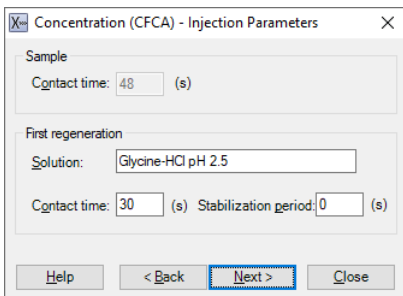 Concentration (CFCA) - Injection Parameters
Sample
Contact time: 48 (s)
First regeneration
Solution: Glycine-HCl pH 2.5
Contact time: 30 (s) Stabilization period: 0 (s)
Help < Back Next > Close